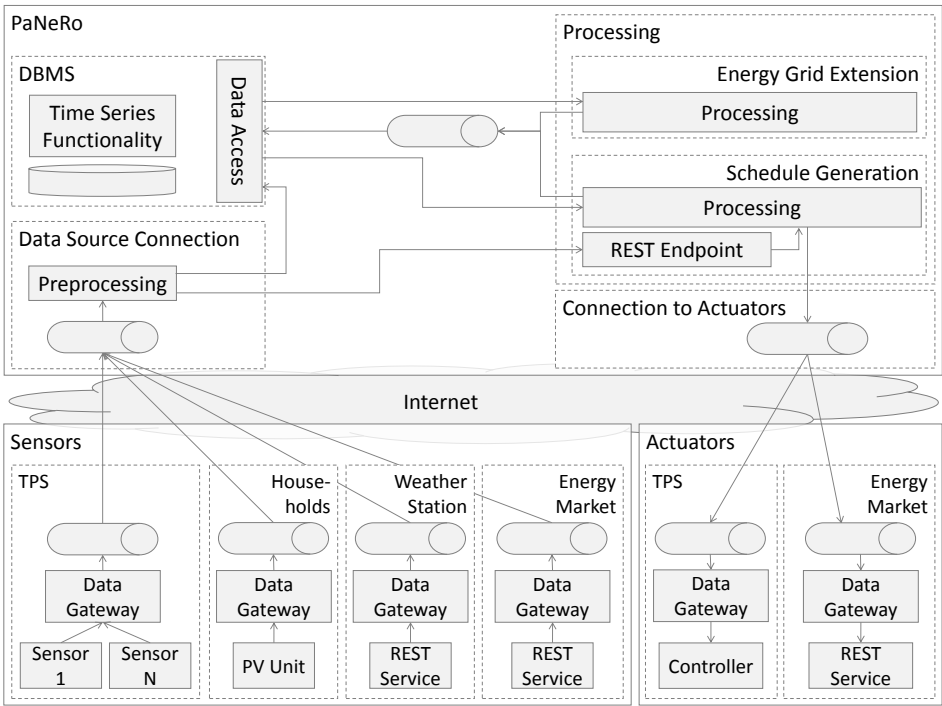 PaNeRo
DBMS
Time Series
Functionality
Data Access
Data Source Connection
Preprocessing
Processing
Energy Grid Extension
Processing
Schedule Generation
Processing
REST Endpoint
Connection to Actuators
Internet
Sensors
TPS
Data
Gateway
Sensor
1
Sensor
N
House-
holds
Data
Gateway
PV Unit
Weather
Station
Data
Gateway
REST
Service
Energy
Market
Data
Gateway
REST
Service
Actuators
TPS
Data
Gateway
Controller
Energy
Market
Data
Gateway
REST
Service